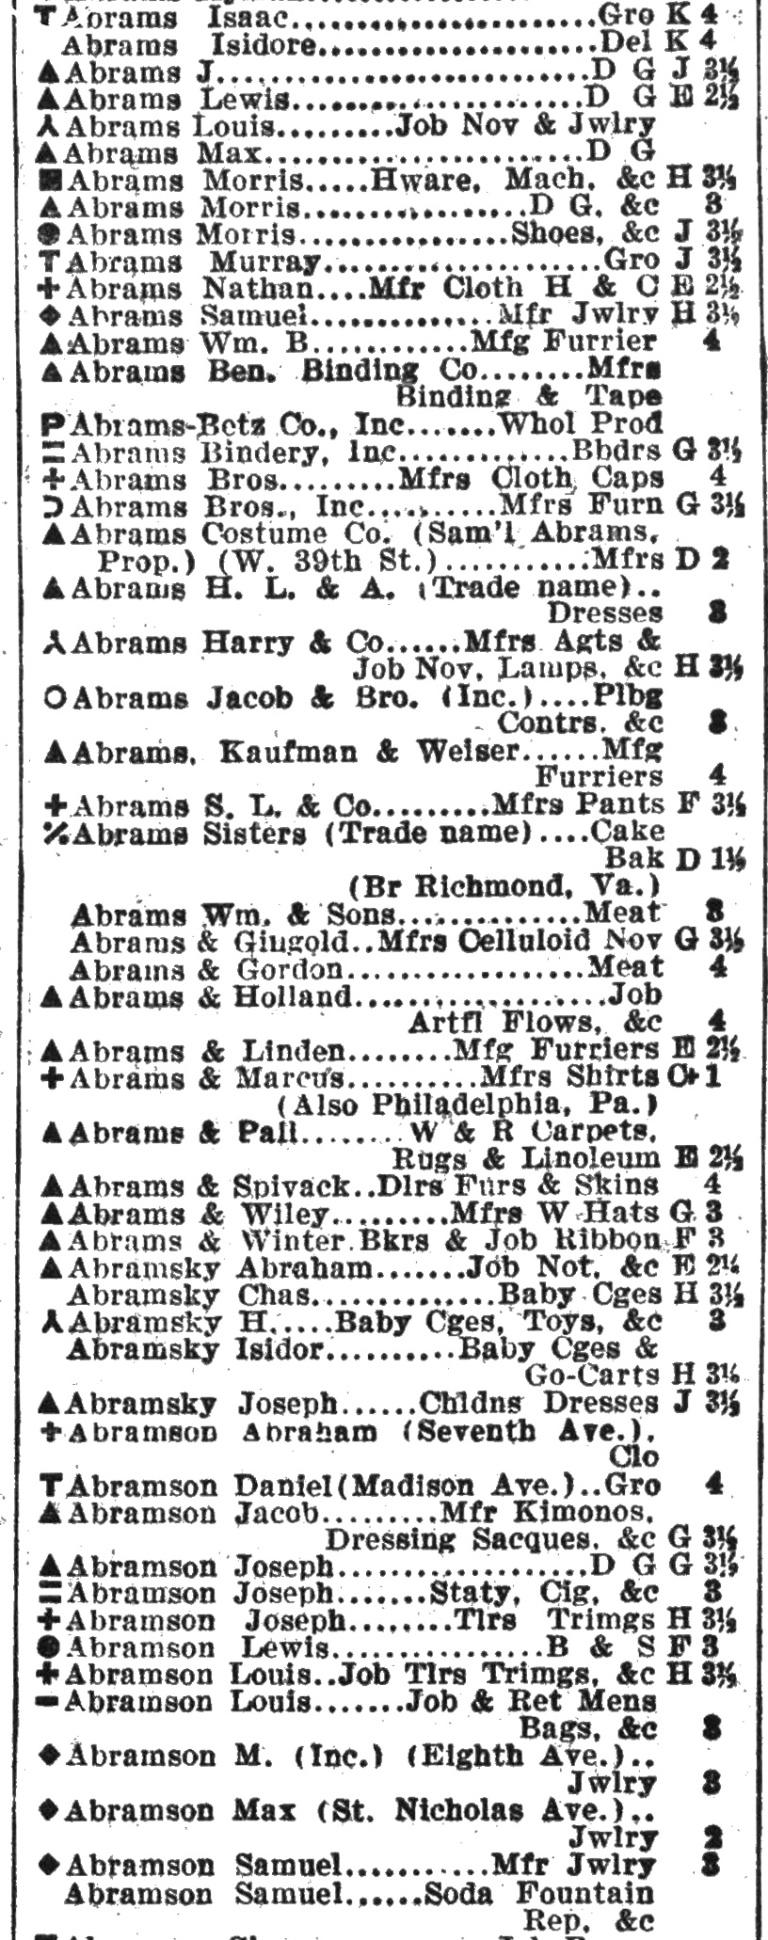 T Abrams Isaac..............................Gro K 4
Abrams Isidore..........................Del K 4
▲Abrams J..................................D G J 3½
▲Abrams Lewis...........................D G E 2½
⅄Abrams Louis.........Job Nov & Jwlry
▲Abrams Max.............................D G
■Abrams Morris.....Hware, Mach, &c H 3½
▲Abrams Morris...................D G, &c 3
●Abrams Morris.................Shoes, &c J 3½
TAbrams Murray......................Gro J 3½
+Abrams Nathan....Mfr Cloth H & C E 2½
◆Abrams Samuel..............Mfr Jwlry H 3½
▲Abrams Wm. B............Mfg Furrier 4
▲Abrams Ben. Binding Co........Mfrs
Binding & Tape
PAbrams-Betz Co., Inc.......Whol Prod
=Abrams Bindery, Inc.............Bbdrs G 3½
+Abrams Bros.........Mfrs Cloth Caps 4
ↃAbrams Bros., Inc..........Mfrs Furn G 3½
▲Abrams Costume Co. (Sam'l Abrams,
Prop.) (W. 39th St.)...........Mfrs D 2
▲Abrams H. L. & A. (Trade name)..
Dresses 3
⅄Abrams Harry & Co......Mfrs Agts &
Job Nov, Lamps, &c H 3½
OAbrams Jacob & Bro. (Inc.)....Plbg
Contrs, &c 3
▲Abrams, Kaufman & Weiser......Mfg
Furriers 4
+Abrams S. L. & Co.........Mfrs Pants F 3½
٪Abrams Sisters (Trade name)....Cake
Bak D 1½
(Br Richmond, Va.)
Abrams Wm. & Sons..............Meat 3
Abrams & Gingold..Mfrs Celluloid Nov G 3½
Abrams & Gordon..................Meat 4
▲Abrams & Holland...................Job
Artfl Flows, &c 4
▲Abrams & Linden........Mfg Furriers E 2½
+Abrams & Marcus..........Mfrs Shirts C+1
(Also Philadelphia, Pa.)
▲Abrams & Pall........W & R Carpets,
Rugs & Linoleum E 2½
▲Abrams & Spivack..Dlrs Furs & Skins 4
▲Abrams & Wiley.........Mfrs W Hats G 3
▲Abrams & Winter.Bkrs & Job Ribbon F 3
▲Abramsky Abraham.......Job Not, &c E 2½
Abramsky Chas..............Baby Cges H 3½
⅄Abramsky H.....Baby Cges, Toys, &c 3
Abramsky Isidor..........Baby Cges &
Go-Carts H 3½
▲Abramsky Joseph......Chldns Dresses J 3½
+Abramson Abraham (Seventh Ave.),
Clo
TAbramson Daniel(Madison Ave.)..Gro 4
▲Abramson Jacob.........Mfr Kimonos,
Dressing Sacques, &c G 3½
▲Abramson Joseph....................D G G 3½
=Abramson Joseph.......Staty, Cig, &c 3
+Abramson Joseph........Tlrs Trimgs H 3½
●Abramson Lewis.................B & S F 3
+Abramson Louis..Job Tlrs Trimgs, &c H 3½
-Abramson Louis.......Job & Ret Mens
Bags, &c 3
◆Abramson M. (Inc.) (Eighth Ave.)..
Jwlry 3
◆Abramson Max (St. Nicholas Ave.)..
Jwlry 2
◆Abramson Samuel...........Mfr Jwlry 3
Abramson Samuel......Soda Fountain
Rep, &c